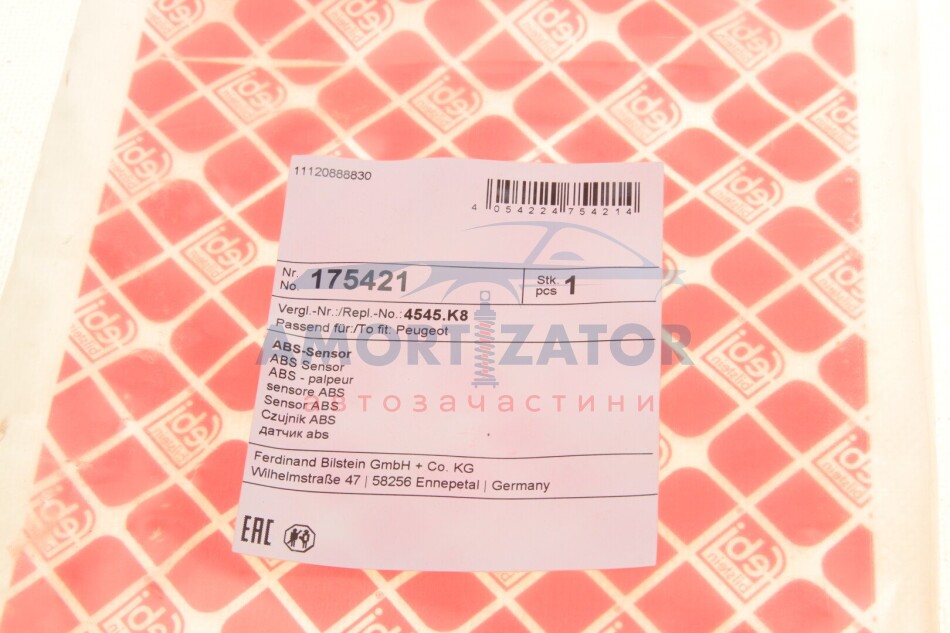 11120888830
4 054224 754214
Nr.
No. 175421
Stk.
pcs 1
Vergl.-Nr.:/Repl.-No.: 4545.K8
Passend für:/To fit: Peugeot
ABS-Sensor
ABS Sensor
ABS - palpeur
sensore ABS
Sensor ABS
Czujnik ABS
датчик abs
Ferdinand Bilstein GmbH + Co. KG
Wilhelmstraße 47 | 58256 Ennepetal | Germany
EAC
AMORTIZATOR
автозачастини
febi
bilstein